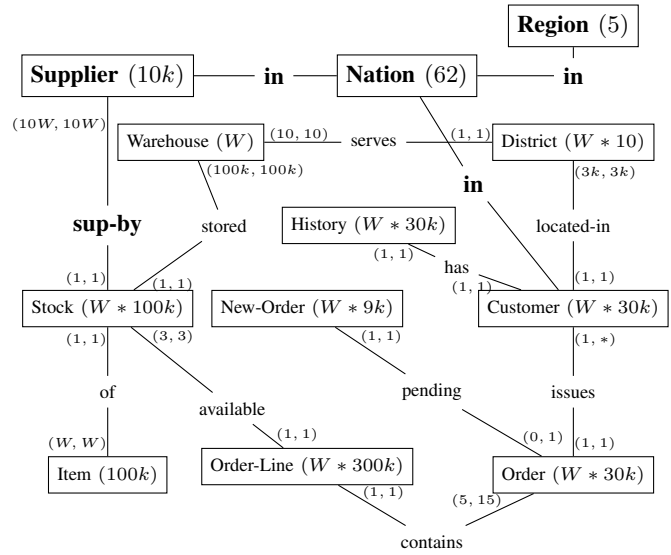 Region (5)
Supplier (10k) in Nation (62) in
(10W, 10W) Warehouse (W) (10, 10) serves (1, 1) District (W * 10)
(100k, 100k) (3k, 3k)
in
sup-by stored History (W * 30k) located-in
(1, 1) has
(1, 1) (1, 1) (1, 1) (1, 1)
Stock (W * 100k) New-Order (W * 9k) Customer (W * 30k)
(1, 1) (3, 3) (1, 1) (1, *)
of available pending issues
(W, W) (1, 1) (0, 1) (1, 1)
Item (100k) Order-Line (W * 300k) Order (W * 30k)
(1, 1) (5, 15)
contains